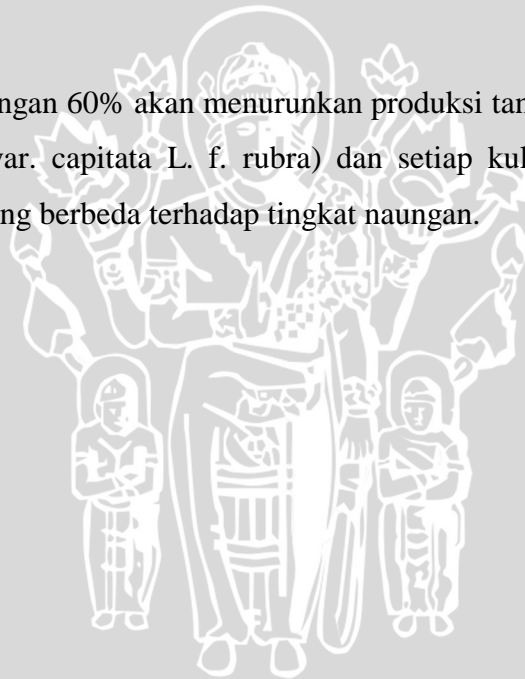 ngan 60% akan menurunkan produksi tan
var. capitata L. f. rubra) dan setiap kul
ng berbeda terhadap tingkat naungan.